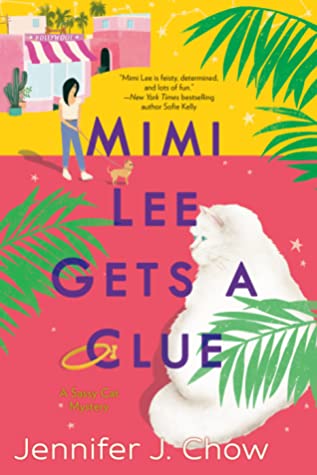 HOLLYWOOF
"Mimi Lee is feisty, determined,
and lots of fun."
—New York Times bestselling
author Sofie Kelly
MIMI
LEE
GETS A
CLUE
A Sassy Cat
Mystery
Jennifer J. Chow